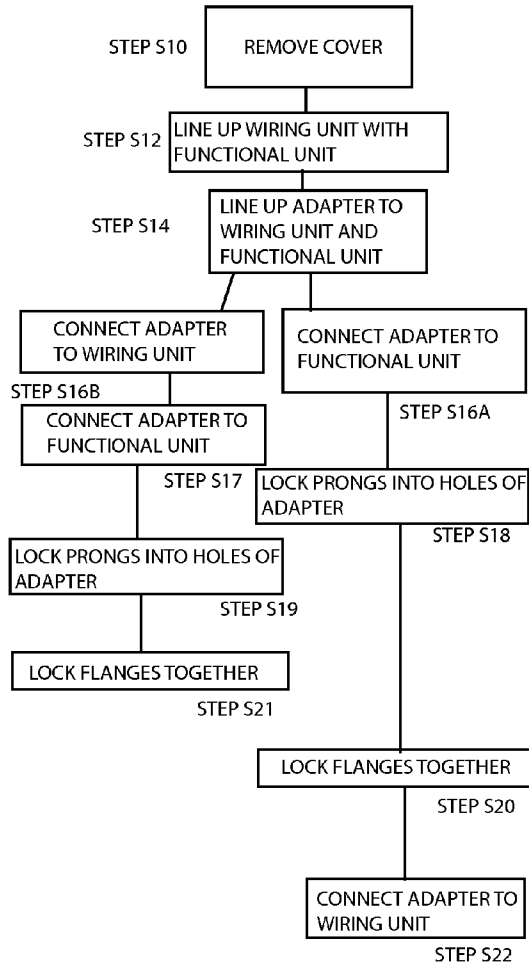 STEP S10
REMOVE COVER
STEP S12
LINE UP WIRING UNIT WITH
FUNCTIONAL UNIT
STEP S14
LINE UP ADAPTER TO
WIRING UNIT AND
FUNCTIONAL UNIT
CONNECT ADAPTER
TO WIRING UNIT
STEP S16B
CONNECT ADAPTER TO
FUNCTIONAL UNIT
STEP S17
LOCK PRONGS INTO HOLES OF
ADAPTER
STEP S19
LOCK FLANGES TOGETHER
STEP S21
CONNECT ADAPTER TO
FUNCTIONAL UNIT
STEP S16A
LOCK PRONGS INTO HOLES OF
ADAPTER
STEP S18
LOCK FLANGES TOGETHER
STEP S20
CONNECT ADAPTER TO
WIRING UNIT
STEP S22